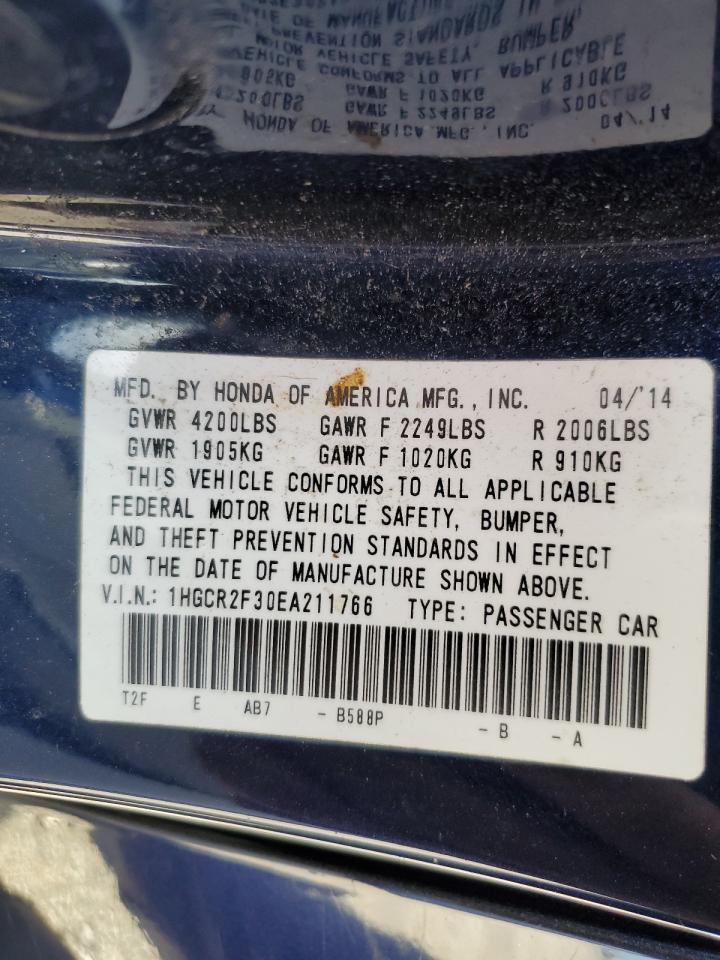 MFD. BY HONDA OF AMERICA MFG., INC. 04/'14
GVWR 4200LBS GAWR F 2249LBS R 2006LBS
GVWR 1905KG GAWR F 1020KG R 910KG
THIS VEHICLE CONFORMS TO ALL APPLICABLE
FEDERAL MOTOR VEHICLE SAFETY, BUMPER,
AND THEFT PREVENTION STANDARDS IN EFFECT
ON THE DATE OF MANUFACTURE SHOWN ABOVE.
V.I.N.: 1HGCR2F30EA211766 TYPE: PASSENGER CAR
T2F E AB7 - B588P - B - A